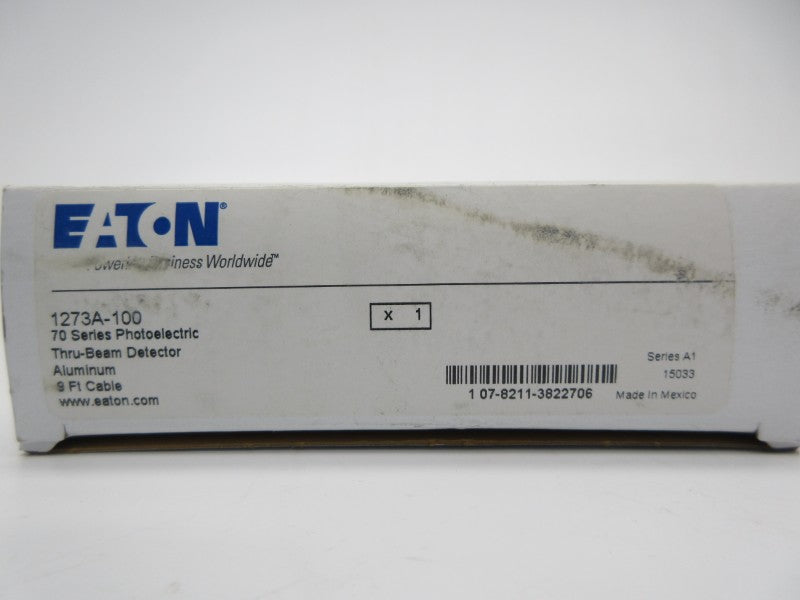 EATON®
Worldwide™
1273A-100
70 Series Photoelectric
Thru-Beam Detector
Aluminum
9 Ft Cable
www.eaton.com
x 1
1 07-8211-3822706
Series A1
15033
Made In Mexico